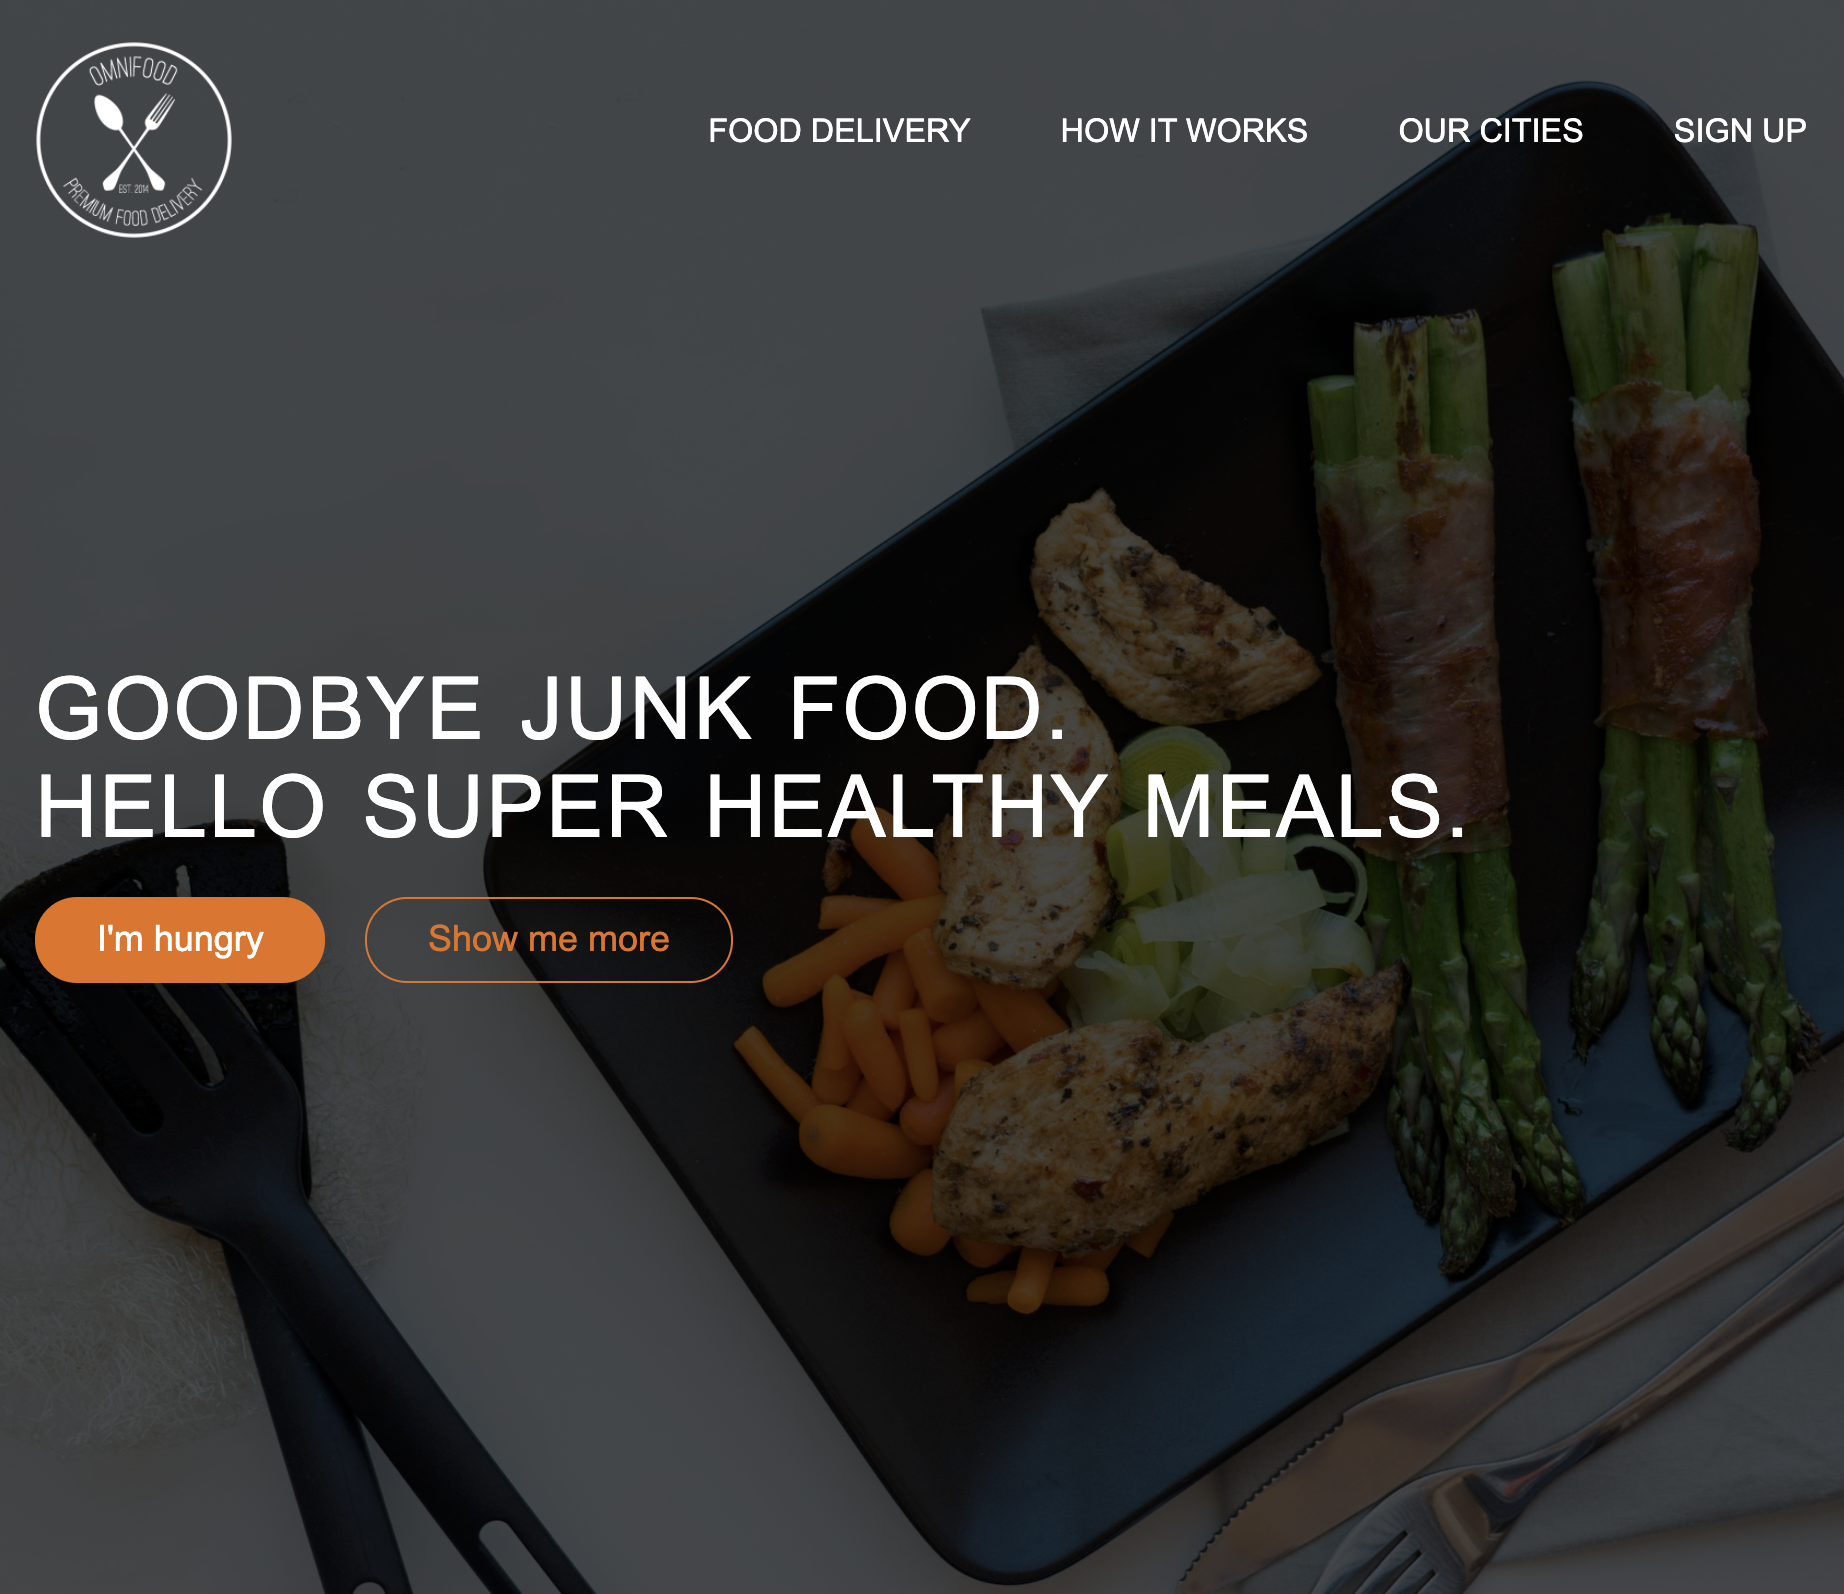 OMNIFOOD
EST. 2014
PREMIUM FOOD DELIVERY
FOOD DELIVERY HOW IT WORKS OUR CITIES SIGN UP
GOODBYE JUNK FOOD.
HELLO SUPER HEALTHY MEALS.
I'm hungry Show me more